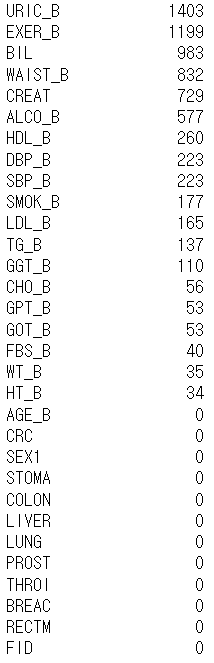 URIC_B 1403
EXER_B 1199
BIL 983
WAIST_B 832
CREAT 729
ALCO_B 577
HDL_B 260
DBP_B 223
SBP_B 223
SMOK_B 177
LDL_B 165
TG_B 137
GGT_B 110
CHO_B 56
GPT_B 53
GOT_B 53
FBS_B 40
WT_B 35
HT_B 34
AGE_B 0
CRC 0
SEX1 0
STOMA 0
COLON 0
LIVER 0
LUNG 0
PROST 0
THROI 0
BREAC 0
RECTM 0
FID 0